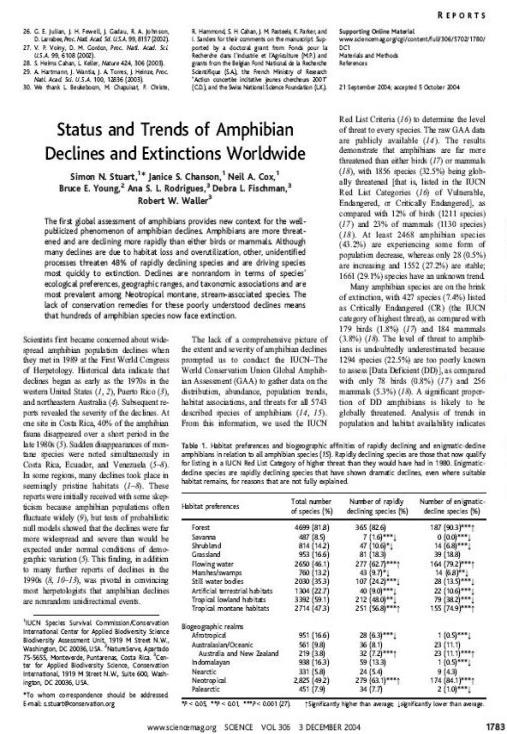 REPORTS
26. G. E. Julian, J. H. Fewell, J. Gadau, R. A. Johnson,
D. Larrabee, Proc. Natl. Acad. Sci. U.S.A. 99, 8157 (2002).
27. V. P. Volny, D. M. Gordon, Proc. Natl. Acad. Sci.
U.S.A. 99, 6108 (2002).
28. S. Helms Cahan, L. Keller, Nature 424, 306 (2003).
29. A. Hartmann, J. Wantia, J. A. Torres, J. Heinze, Proc.
Natl. Acad. Sci. U.S.A. 100, 12836 (2003).
30. We thank L. Beukeboom, M. Chapuisat, P. Christe,
R. Hammond, S. H. Cahan, J. M. Pasteels, K. Parker, and
I. Sanders for their comments on the manuscript. Sup-
ported by a doctoral grant from Fonds pour la
Recherche dans l'Industrie et l'Agriculture (M.P.) and
grants from the Belgian Fond National de la Recherche
Scientifique (S.A.), the French Ministry of Research
"Action concertée incitative jeunes chercheurs 2001"
(C.D.), and the Swiss National Science Foundation (L.K.).
Supporting Online Material
www.sciencemag.org/cgi/content/full/306/5702/1780/
DC1
Materials and Methods
References
21 September 2004; accepted 5 October 2004
Status and Trends of Amphibian
Declines and Extinctions Worldwide
Simon N. Stuart,1* Janice S. Chanson,1 Neil A. Cox,1
Bruce E. Young,2 Ana S. L. Rodrigues,3 Debra L. Fischman,3
Robert W. Waller3
The first global assessment of amphibians provides new context for the well-
publicized phenomenon of amphibian declines. Amphibians are more threat-
ened and are declining more rapidly than either birds or mammals. Although
many declines are due to habitat loss and overutilization, other, unidentified
processes threaten 48% of rapidly declining species and are driving species
most quickly to extinction. Declines are nonrandom in terms of species'
ecological preferences, geographic ranges, and taxonomic associations and are
most prevalent among Neotropical montane, stream-associated species. The
lack of conservation remedies for these poorly understood declines means
that hundreds of amphibian species now face extinction.
Scientists first became concerned about wide-
spread amphibian population declines when
they met in 1989 at the First World Congress
of Herpetology. Historical data indicate that
declines began as early as the 1970s in the
western United States (1, 2), Puerto Rico (3),
and northeastern Australia (4). Subsequent re-
ports revealed the severity of the declines. At
one site in Costa Rica, 40% of the amphibian
fauna disappeared over a short period in the
late 1980s (5). Sudden disappearances of mon-
tane species were noted simultaneously in
Costa Rica, Ecuador, and Venezuela (5–8).
In some regions, many declines took place in
seemingly pristine habitats (1–8). These
reports were initially received with some skep-
ticism because amphibian populations often
fluctuate widely (9), but tests of probabilistic
null models showed that the declines were far
more widespread and severe than would be
expected under normal conditions of demo-
graphic variation (5). This finding, in addition
to many further reports of declines in the
1990s (8, 10–13), was pivotal in convincing
most herpetologists that amphibian declines
are nonrandom unidirectional events.
1IUCN Species Survival Commission/Conservation
International Center for Applied Biodiversity Science
Biodiversity Assessment Unit, 1919 M Street N.W.,
Washington, DC 20036, USA. 2NatureServe, Apartado
75-5655, Monteverde, Puntarenas, Costa Rica. 3Cen-
ter for Applied Biodiversity Science, Conservation
International, 1919 M Street N.W., Suite 600, Wash-
ington, DC 20036, USA.
*To whom correspondence should be addressed.
E-mail: s.stuart@conservation.org
The lack of a comprehensive picture of
the extent and severity of amphibian declines
prompted us to conduct the IUCN–The
World Conservation Union Global Amphib-
ian Assessment (GAA) to gather data on the
distribution, abundance, population trends,
habitat associations, and threats for all 5743
described species of amphibians (14, 15).
From this information, we used the IUCN
Red List Criteria (16) to determine the level
of threat to every species. The raw GAA data
are publicly available (14). The results
demonstrate that amphibians are far more
threatened than either birds (17) or mammals
(18), with 1856 species (32.5%) being glob-
ally threatened [that is, listed in the IUCN
Red List Categories (16) of Vulnerable,
Endangered, or Critically Endangered], as
compared with 12% of birds (1211 species)
(17) and 23% of mammals (1130 species)
(18). At least 2468 amphibian species
(43.2%) are experiencing some form of
population decrease, whereas only 28 (0.5%)
are increasing and 1552 (27.2%) are stable;
1661 (29.1%) species have an unknown trend.
Many amphibian species are on the brink
of extinction, with 427 species (7.4%) listed
as Critically Endangered (CR) (the IUCN
category of highest threat), as compared with
179 birds (1.8%) (17) and 184 mammals
(3.8%) (18). The level of threat to amphib-
ians is undoubtedly underestimated because
1294 species (22.5%) are too poorly known
to assess [Data Deficient (DD)], as compared
with only 78 birds (0.8%) (17) and 256
mammals (5.3%) (18). A significant propor-
tion of DD amphibians is likely to be
globally threatened. Analysis of trends in
population and habitat availability indicates
Table 1. Habitat preferences and biogeographic affinities of rapidly declining and enigmatic-decline
amphibians in relation to all amphibian species (15). Rapidly declining species are those that now qualify
for listing in a IUCN Red List Category of higher threat than they would have had in 1980. Enigmatic-
decline species are rapidly declining species that have shown dramatic declines, even where suitable
habitat remains, for reasons that are not fully explained.
Habitat preferences Total number of species (%) Number of rapidly declining species (%) Number of enigmatic-decline species (%)
Forest 4699 (81.8) 365 (82.6) 187 (90.3)***↑
Savanna 487 (8.5) 7 (1.6)***↓ 0 (0.0)***↓
Shrubland 814 (14.2) 47 (10.6)*↓ 14 (6.8)***↓
Grassland 953 (16.6) 81 (18.3) 39 (18.8)
Flowing water 2650 (46.1) 277 (62.7)***↑ 164 (79.2)***↑
Marshes/swamps 760 (13.2) 43 (9.7)*↓ 14 (6.8)**↓
Still water bodies 2030 (35.3) 107 (24.2)***↓ 28 (13.5)***↓
Artificial terrestrial habitats 1304 (22.7) 40 (9.0)***↓ 22 (10.6)***↓
Tropical lowland habitats 3392 (59.1) 212 (48.0)***↓ 79 (38.2)***↓
Tropical montane habitats 2714 (47.3) 251 (56.8)***↑ 155 (74.9)***↑
Biogeographic realms
Afrotropical 951 (16.6) 28 (6.3)***↓ 1 (0.5)***↓
Australasian/Oceanic 561 (9.8) 36 (8.1) 23 (11.1)
Australia and New Zealand 219 (3.8) 32 (7.2)***↑ 23 (11.1)***↑
Indomalayan 938 (16.3) 59 (13.3) 1 (0.5)***↓
Nearctic 331 (5.8) 24 (5.4) 9 (4.3)
Neotropical 2825 (49.2) 279 (63.1)***↑ 174 (84.1)***↑
Palearctic 451 (7.9) 34 (7.7) 2 (1.0)***↓
*P < 0.05, **P < 0.01, ***P < 0.001 (27). ↑Significantly higher than average; ↓significantly lower than average.
www.sciencemag.org SCIENCE VOL 306 3 DECEMBER 2004 1783